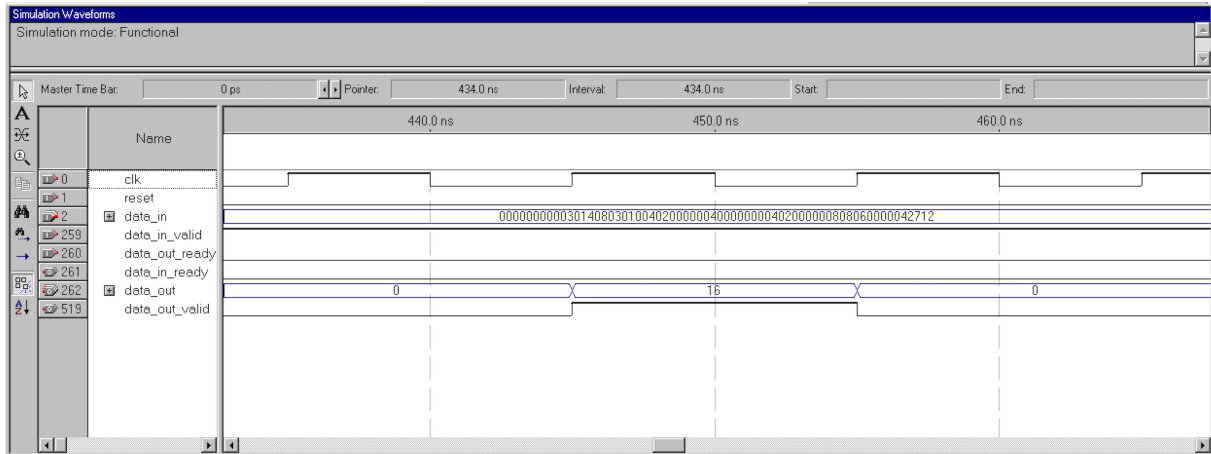 Simulation Waveforms
Simulation mode: Functional
Master Time Bar: 0 ps Pointer: 434.0 ns Interval: 434.0 ns Start: End:
Name
440.0 ns 450.0 ns 460.0 ns
0 clk
1 reset
2 data_in 0000000000030140803010040200000040000000040200000080806000004 2712
259 data_in_valid
260 data_out_ready
261 data_in_ready
262 data_out 0 16 0
519 data_out_valid